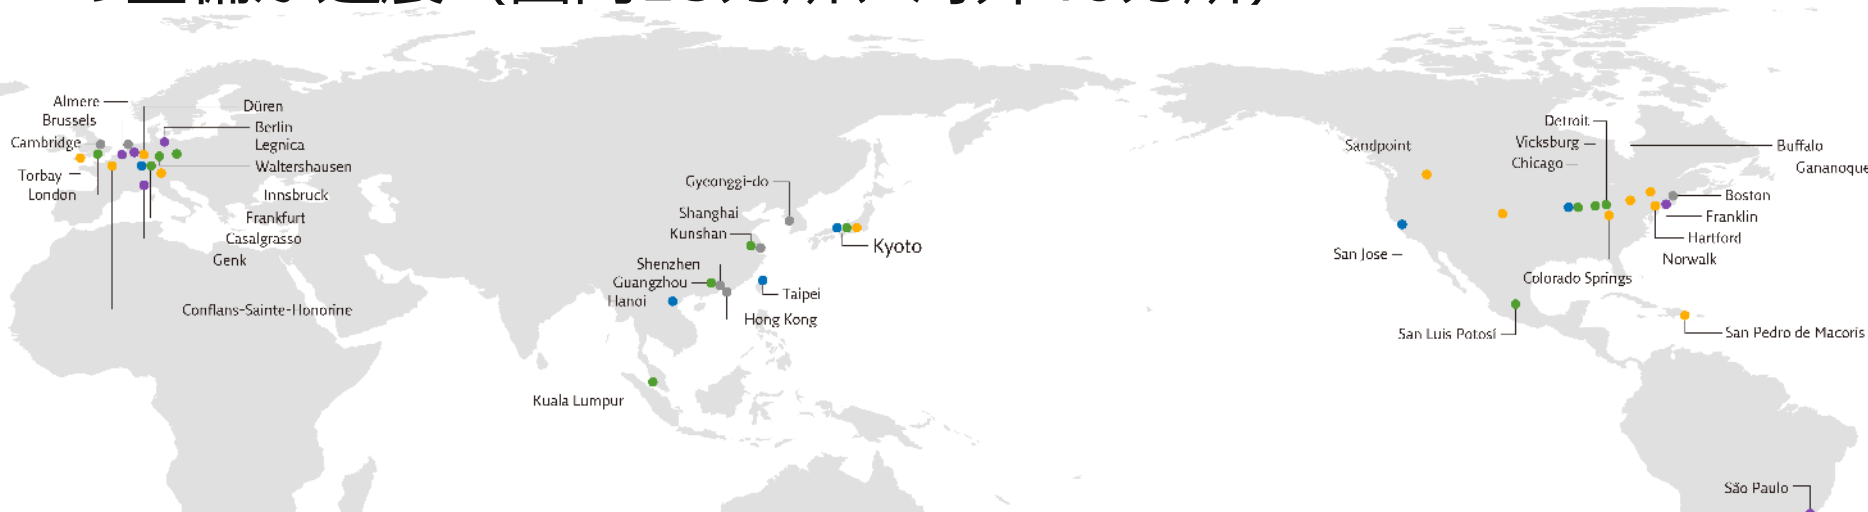 Almere
Düren
Brussels
Berlin
Cambridge
Legnica
Waltershausen
Torbay
London
Innsbruck
Frankfurt
Casalgrasso
Genk
Conflans-Sainte-Honorine
Gyeonggi-do
Shanghai
Kunshan
Kyoto
Shenzhen
Guangzhou
Hanoi
Taipei
Hong Kong
Kuala Lumpur
Detroit
Vicksburg
Chicago
Sandpoint
Buffalo
Gananoque
Boston
Franklin
Hartford
Norwalk
San Jose
Colorado Springs
San Luis Potosí
San Pedro de Macoris
São Paulo